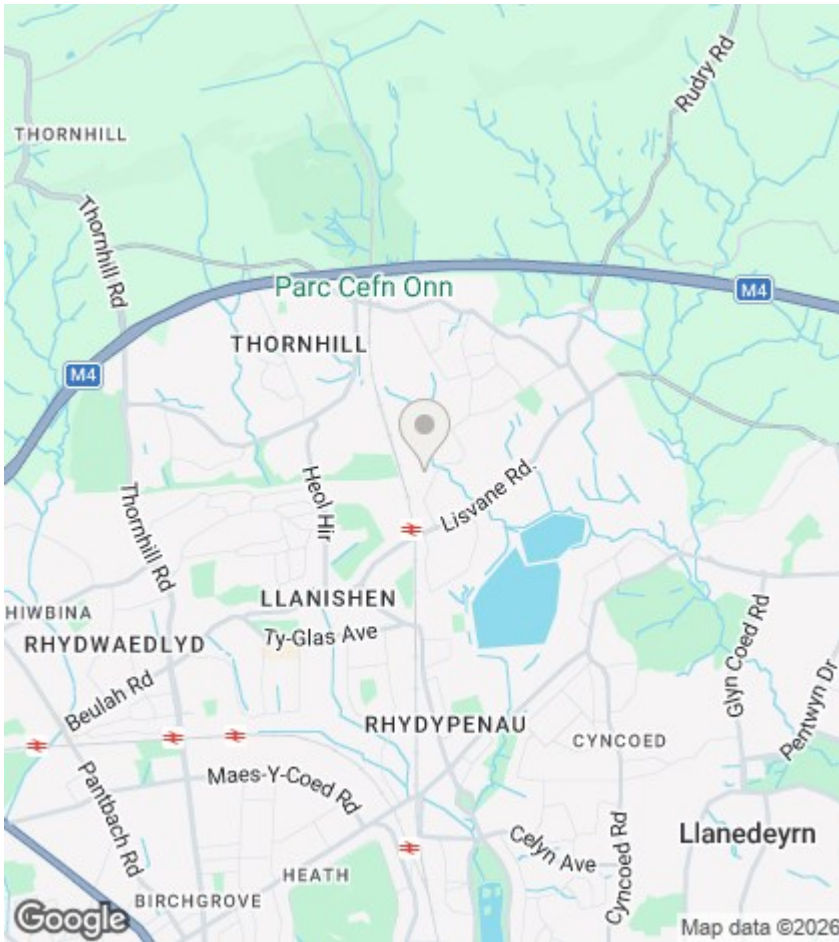 Rudry Rd
THORNHILL
Thornhill Rd
Parc Cefn Onn
M4
THORNHILL
M4
Heol Hir
Lisvane Rd.
Thornhill Rd
LLANISHEN
HIWBINA
Ty-Glas Ave
RHYDWAEDLYD
Glyn Coed Rd
Beulah Rd
Pentwyn Dr
RHYDYPENAU
CYNCOED
Maes-Y-Coed Rd
Pantbach Rd
Celyn Ave
Cyncoed Rd
Llanedeyrn
HEATH
BIRCHGROVE
Google
Map data ©2026